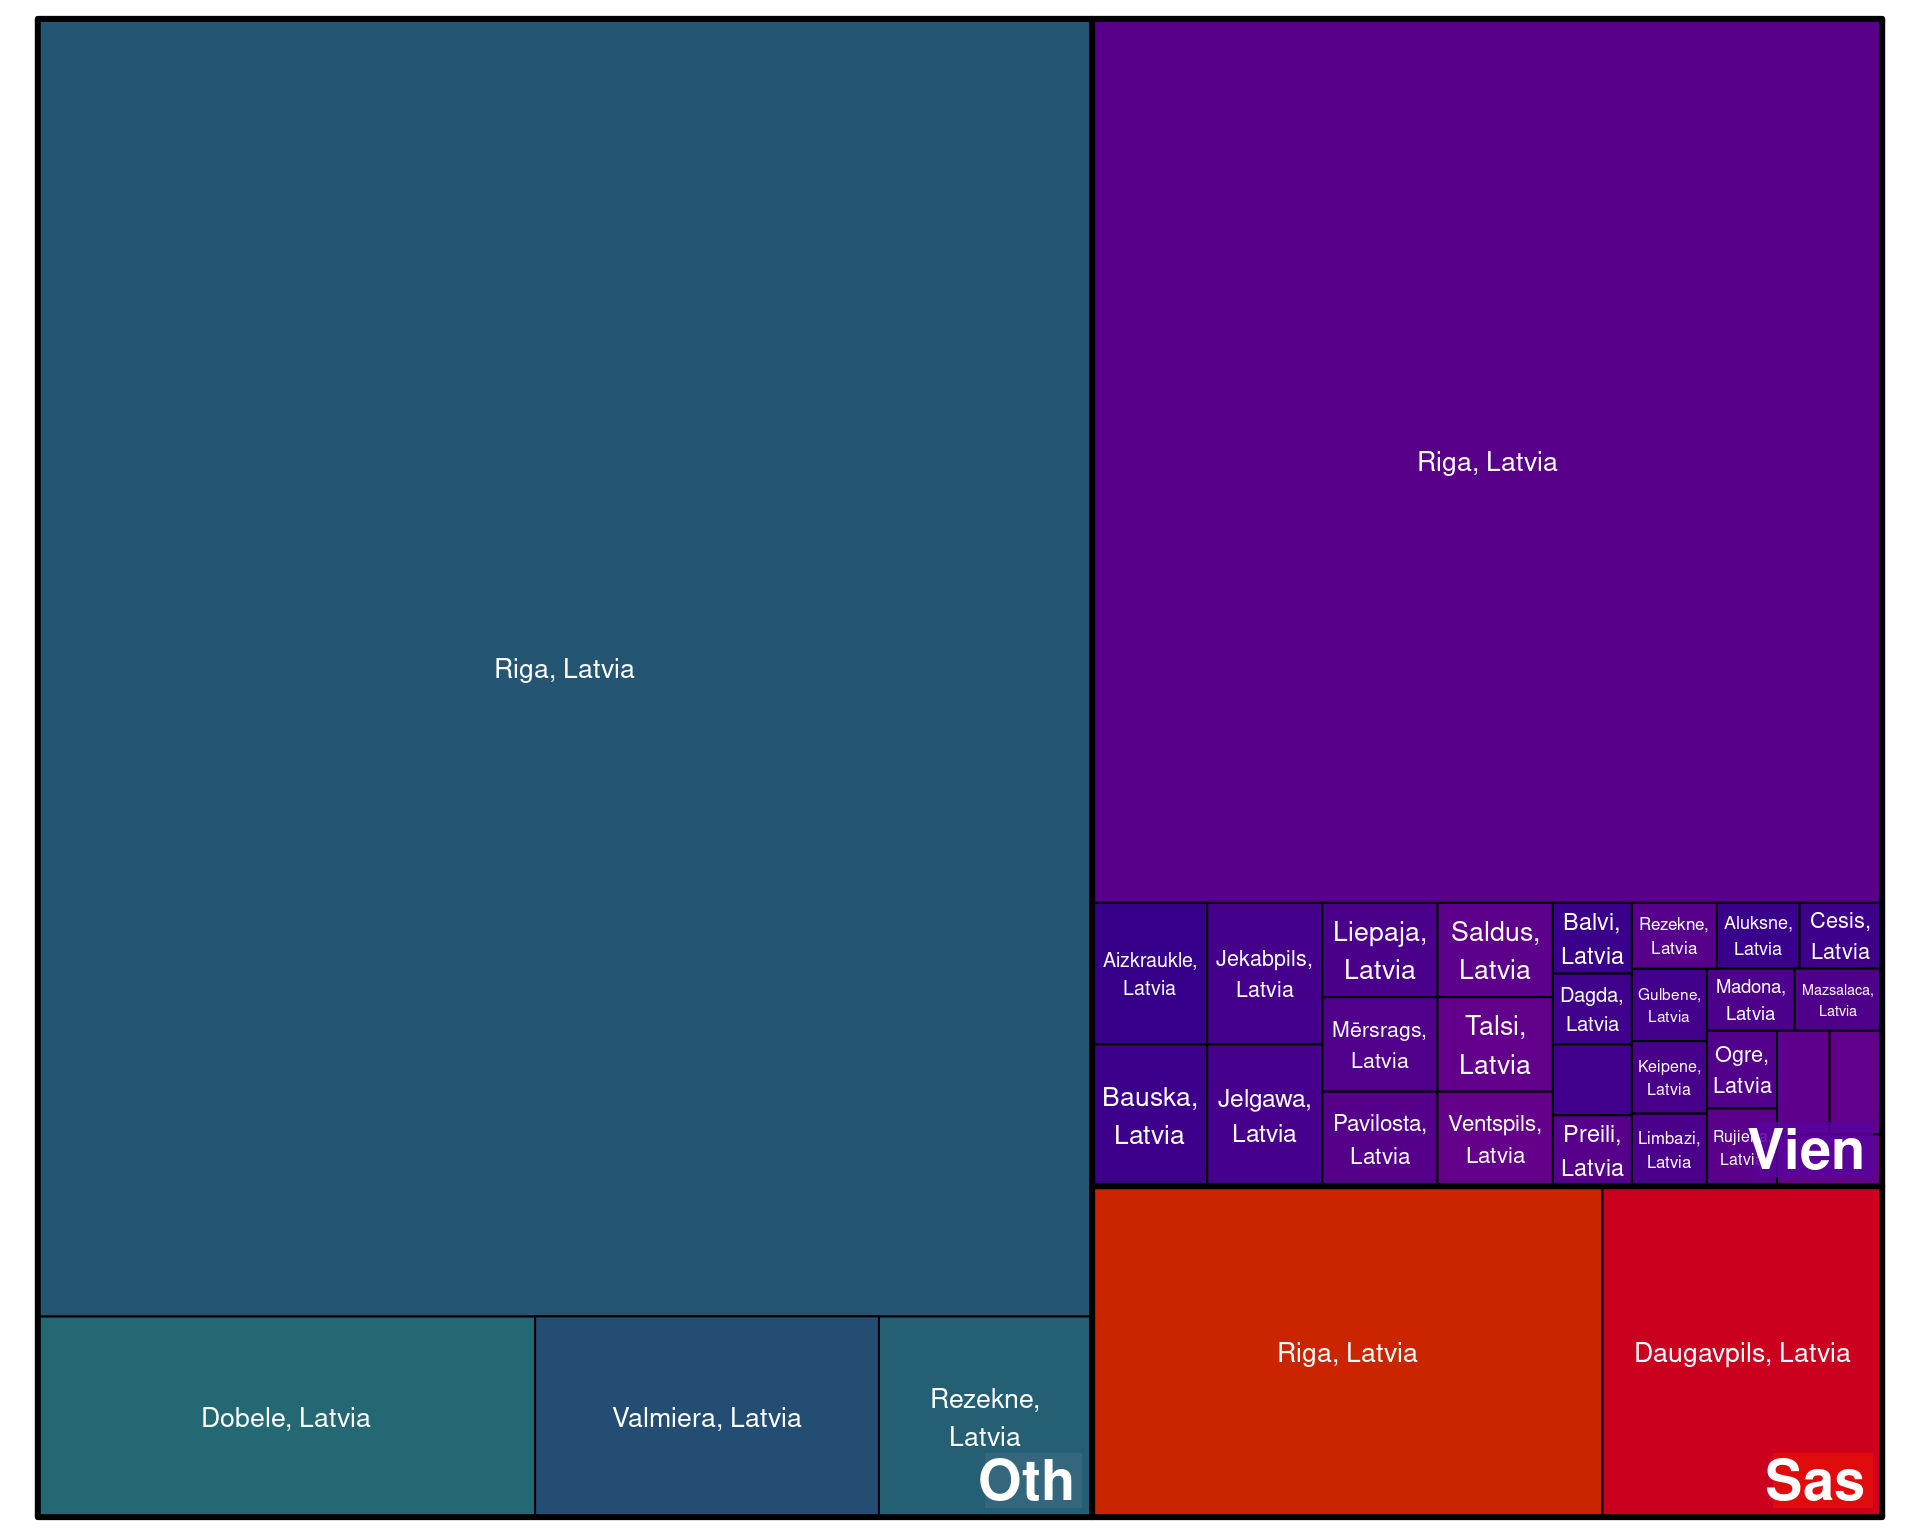 Riga, Latvia
Dobele, Latvia
Valmiera, Latvia
Rezekne,
Latvia
Oth
Riga, Latvia
Aizkraukle,
Latvia
Bauska,
Latvia
Jekabpils,
Latvia
Jelgawa,
Latvia
Liepaja,
Latvia
Mērsrags,
Latvia
Pavilosta,
Latvia
Saldus,
Latvia
Talsi,
Latvia
Ventspils,
Latvia
Balvi,
Latvia
Dagda,
Latvia
Preili,
Latvia
Rezekne,
Latvia
Aluksne,
Latvia
Cesis,
Latvia
Gulbene,
Latvia
Keipene,
Latvia
Limbazi,
Latvia
Madona,
Latvia
Mazsalaca,
Latvia
Ogre,
Latvia
Vien
Riga, Latvia
Daugavpils, Latvia
Sas